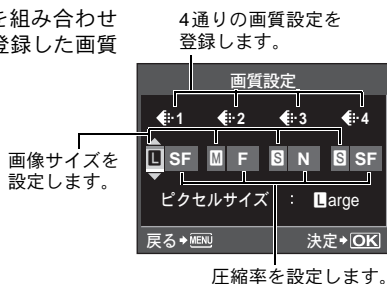 を組み合わせ
登録した画質
4通りの画質設定を
登録します。
画質設定
1 2 3 4
L SF M F S N S SF
画像サイズを
設定します。
ピクセルサイズ : Large
戻る MENU 決定 OK
圧縮率を設定します。